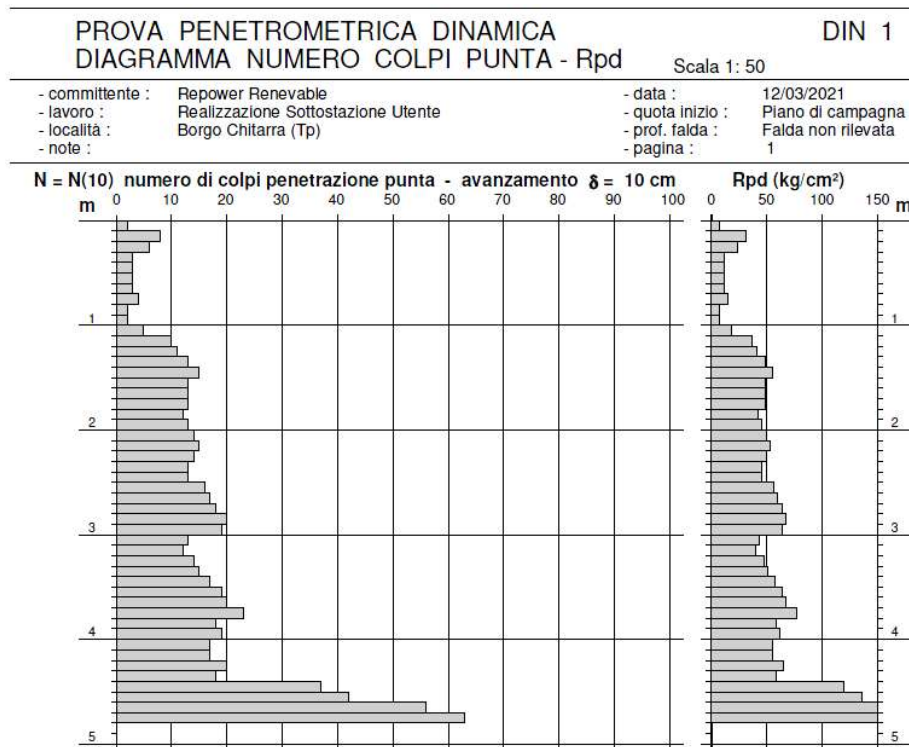 PROVA PENETROMETRICA DINAMICA DIN 1
DIAGRAMMA NUMERO COLPI PUNTA - Rpd Scala 1: 50
- committente : Repower Renevable - data : 12/03/2021
- lavoro : Realizzazione Sottostazione Utente - quota inizio : Piano di campagna
- località : Borgo Chitarra (Tp) - prof. falda : Falda non rilevata
- note : - pagina : 1
N = N(10) numero di colpi penetrazione punta - avanzamento δ = 10 cm Rpd (kg/cm²)
m 0 10 20 30 40 50 60 70 80 90 100 0 50 100 150 m
1 1
2 2
3 3
4 4
5 5